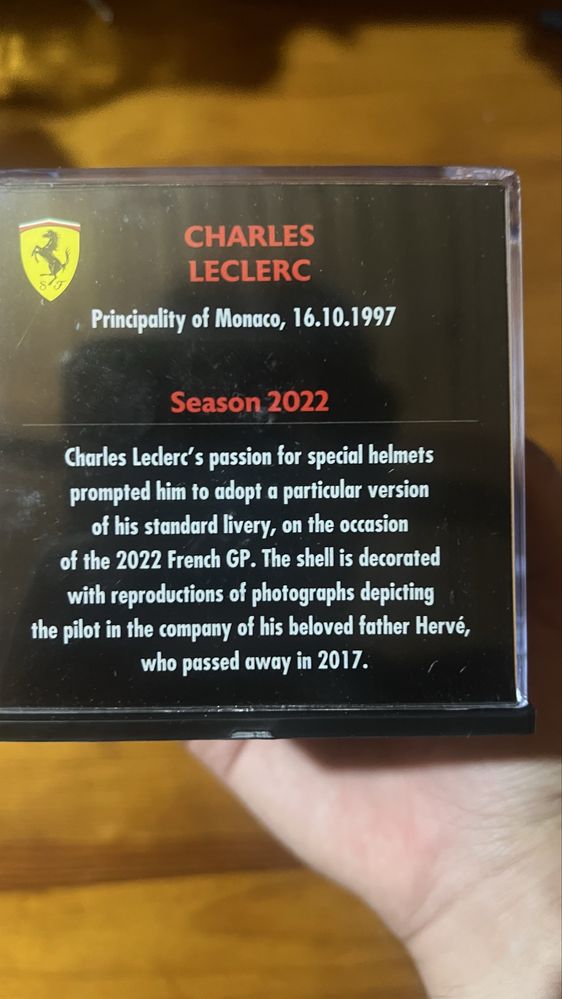 S F
CHARLES
LECLERC
Principality of Monaco, 16.10.1997
Season 2022
Charles Leclerc's passion for special helmets
prompted him to adopt a particular version
of his standard livery, on the occasion
of the 2022 French GP. The shell is decorated
with reproductions of photographs depicting
the pilot in the company of his beloved father Hervé,
who passed away in 2017.